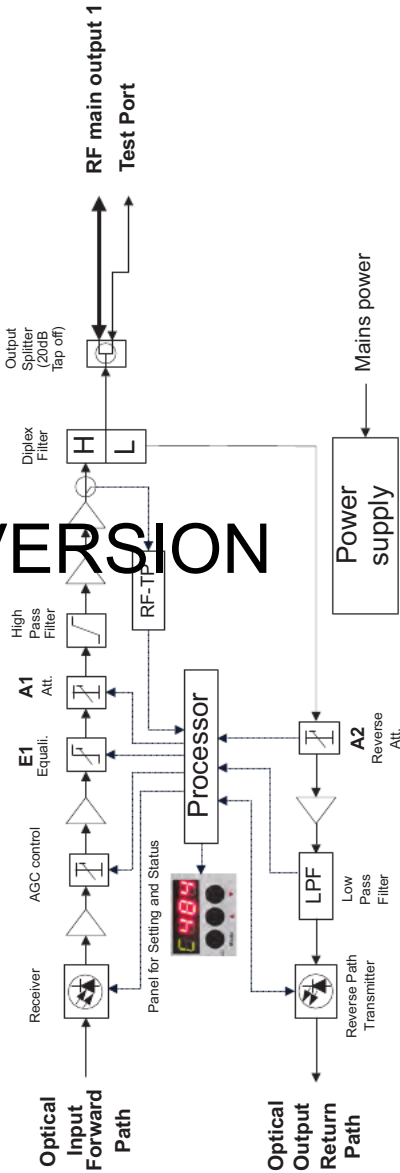 Optical
Input
Forward
Path
Receiver
AGC control
E1
Equali.
A1
Att.
High
Pass
Filter
Diplex
Filter
H
L
Output
Splitter
(20dB
Tap off)
RF main output 1
Test Port
VERSION
RF-TP
Processor
Panel for Setting and Status
C484
Optical
Output
Return
Path
Reverse Path
Transmitter
LPF
Low
Pass
Filter
A2
Reverse
Att.
Power
supply
Mains power